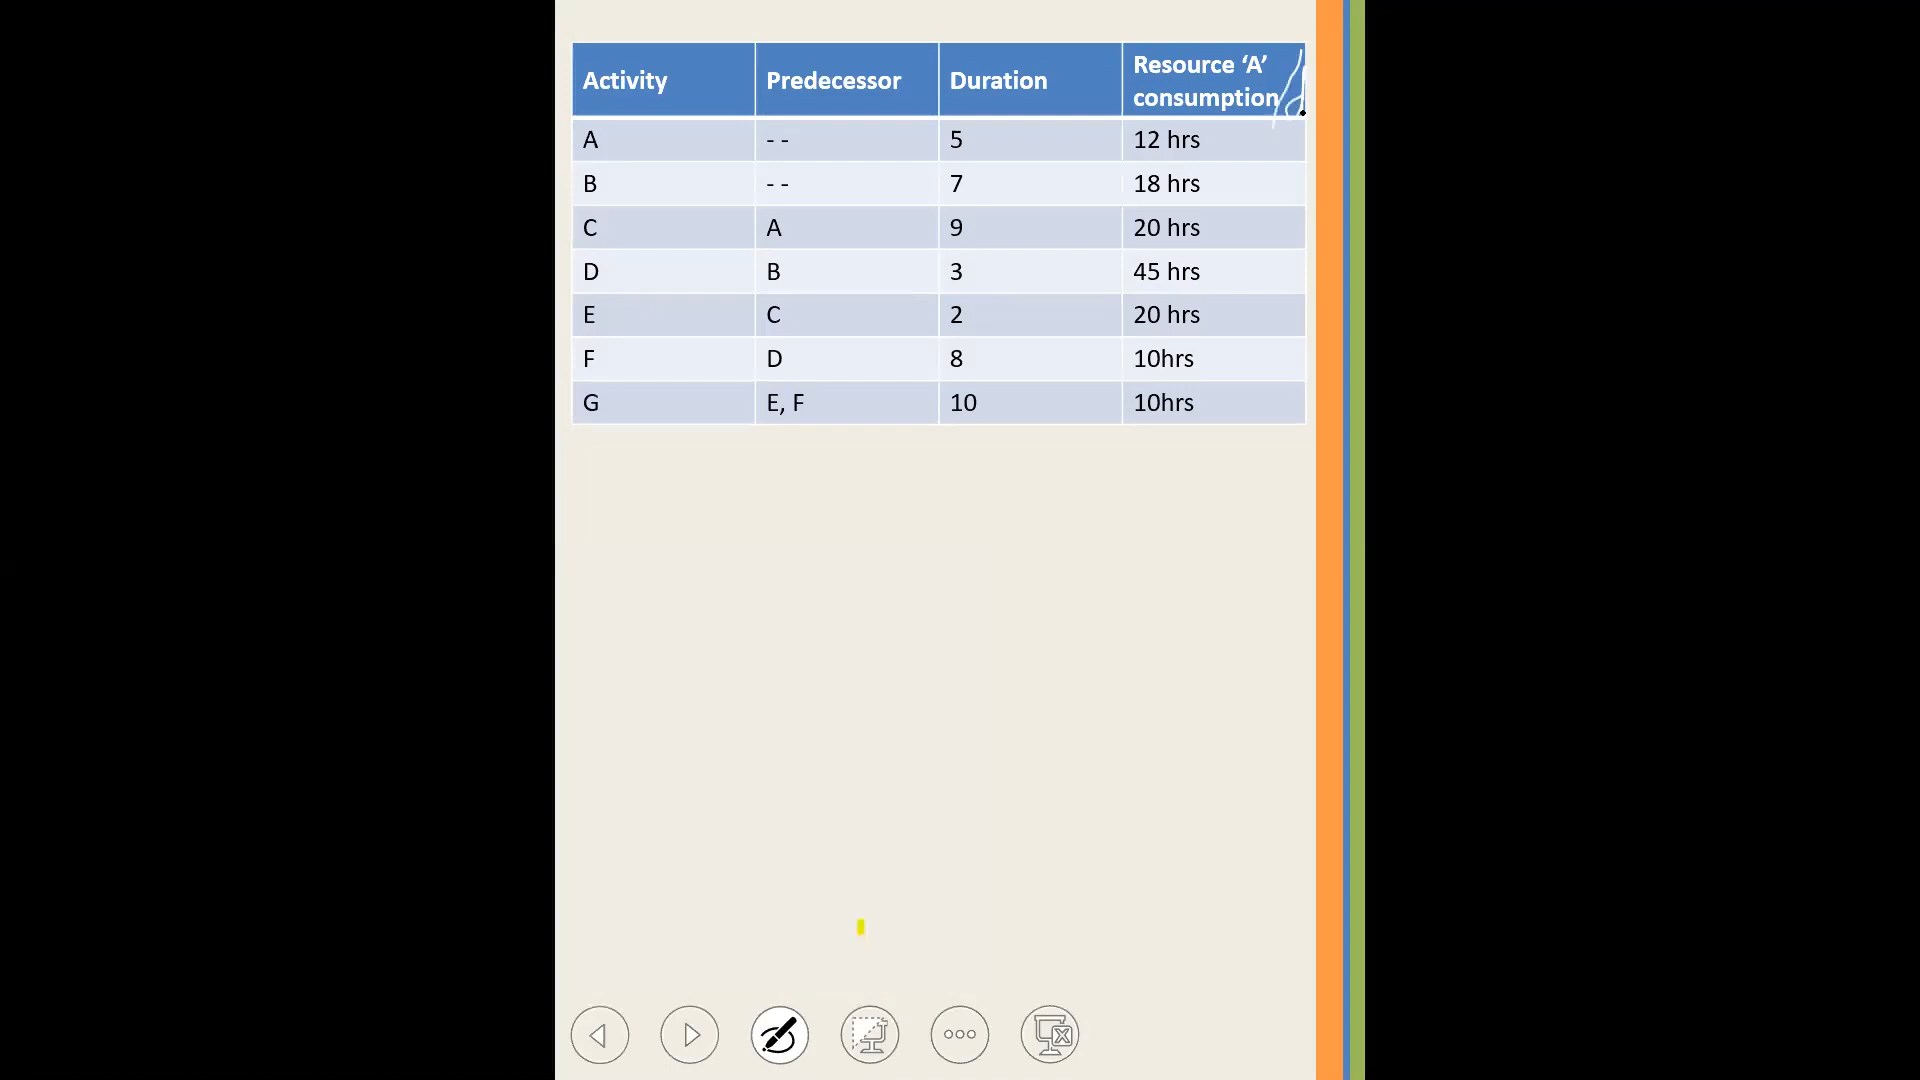 Activity Predecessor Duration Resource ‘A’ consumption /d
A - - 5 12 hrs
B - - 7 18 hrs
C A 9 20 hrs
D B 3 45 hrs
E C 2 20 hrs
F D 8 10hrs
G E, F 10 10hrs